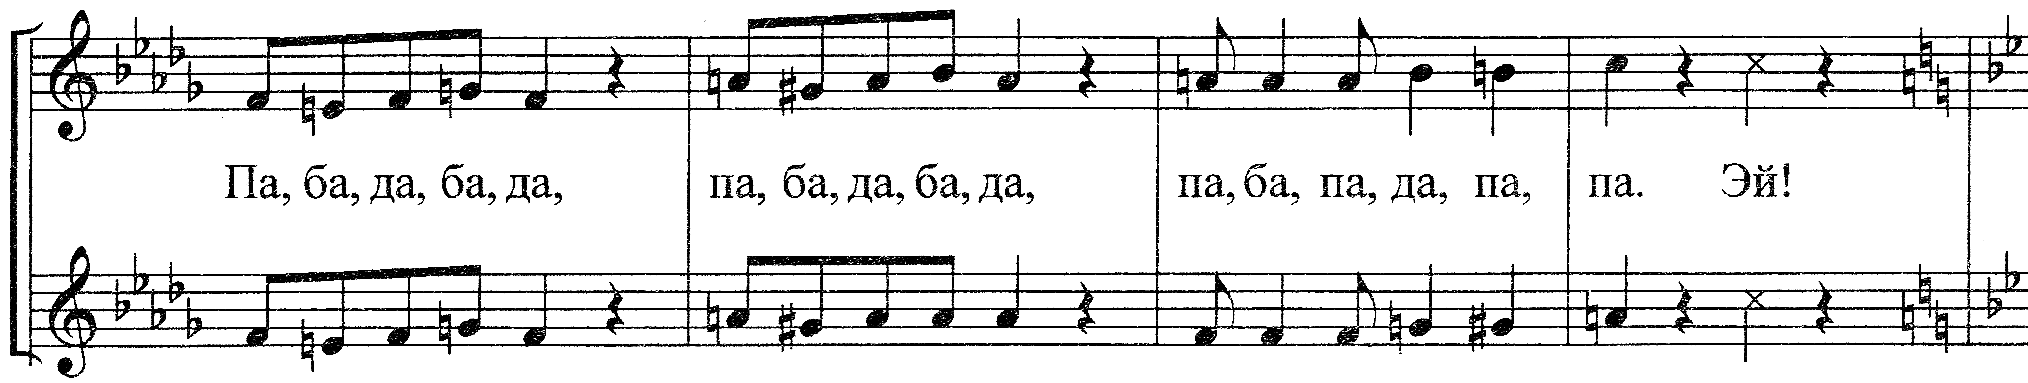 Па, ба, да, ба, да, па, ба, да, ба, да, па, ба, па, да, па, па. Эй!